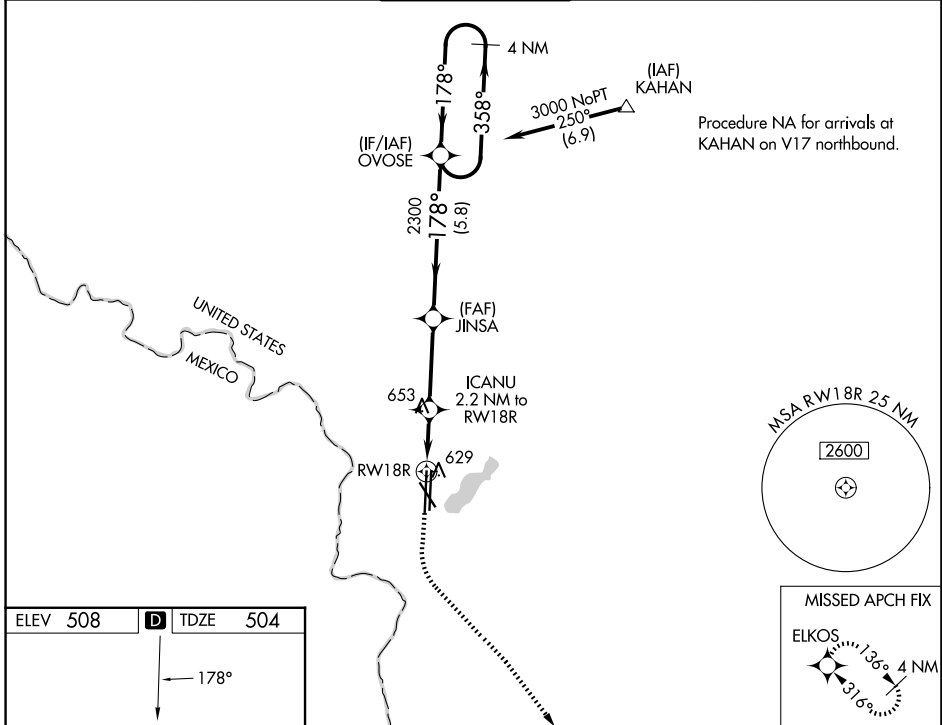 4 NM
178°
358°
(IAF)
KAHAN
3000 NoPT
250°
(6.9)
Procedure NA for arrivals at
KAHAN on V17 northbound.
(IF/IAF)
OVOSE
2300
178°
(5.8)
(FAF)
JINSA
UNITED STATES
MEXICO
653
ICANU
2.2 NM to
RW18R
RW18R
629
MSA RW18R 25 NM
2600
MISSED APCH FIX
ELKOS
136°
4 NM
316°
ELEV 508 D TDZE 504
178°